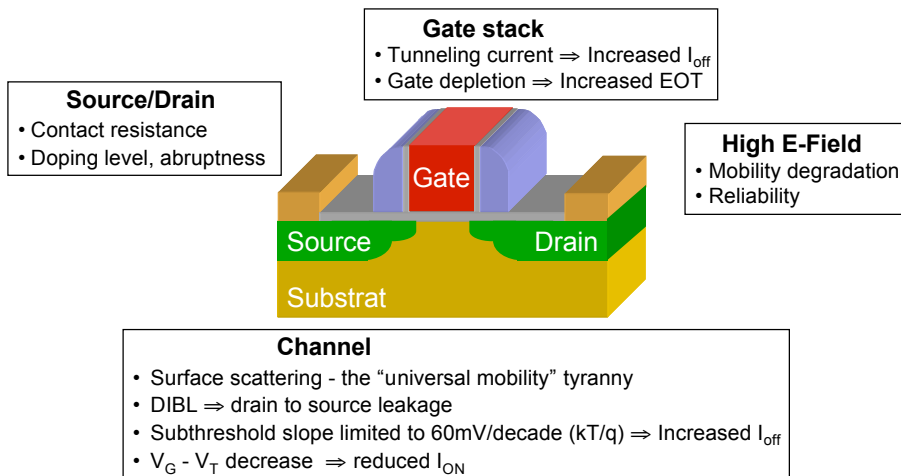 Gate stack
• Tunneling current ⇒ Increased I_off
• Gate depletion ⇒ Increased EOT
Source/Drain
• Contact resistance
• Doping level, abruptness
High E-Field
• Mobility degradation
• Reliability
Gate
Source
Drain
Substrat
Channel
• Surface scattering - the “universal mobility” tyranny
• DIBL ⇒ drain to source leakage
• Subthreshold slope limited to 60mV/decade (kT/q) ⇒ Increased I_off
• V_G - V_T decrease ⇒ reduced I_ON